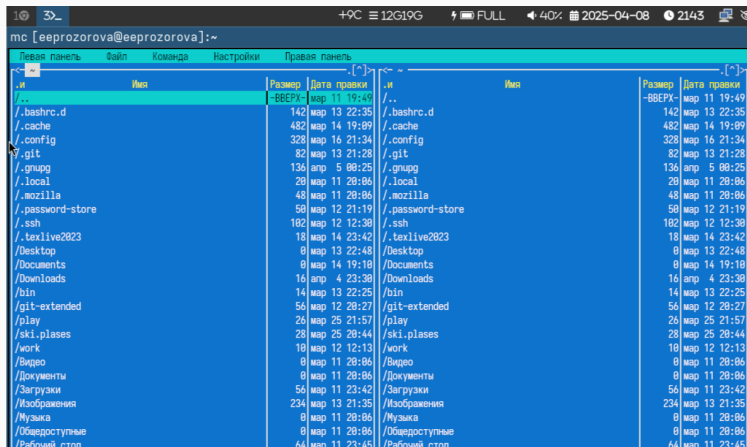 1 3>_ +9C 12G19G FULL 40% 2025-04-08 2143
mc [eeprozorova@eeprozorova]:~
Левая панель Файл Команда Настройки Правая панель
<- ~ .[^]> <- ~ .[^]>
.и Имя Размер Дата правки .и Имя Размер Дата правки
/.. -ВВЕРХ- мар 11 19:49 /.. -ВВЕРХ- мар 11 19:49
/.bashrc.d 142 мар 13 22:35 /.bashrc.d 142 мар 13 22:35
/.cache 482 мар 14 19:09 /.cache 482 мар 14 19:09
/.config 328 мар 16 21:34 /.config 328 мар 16 21:34
/.git 82 мар 13 21:28 /.git 82 мар 13 21:28
/.gnupg 136 апр 5 00:25 /.gnupg 136 апр 5 00:25
/.local 20 мар 11 20:06 /.local 20 мар 11 20:06
/.mozilla 48 мар 11 20:06 /.mozilla 48 мар 11 20:06
/.password-store 50 мар 12 21:19 /.password-store 50 мар 12 21:19
/.ssh 102 мар 12 12:30 /.ssh 102 мар 12 12:30
/.texlive2023 18 мар 14 23:42 /.texlive2023 18 мар 14 23:42
/Desktop 0 мар 13 22:48 /Desktop 0 мар 13 22:48
/Documents 0 мар 14 19:10 /Documents 0 мар 14 19:10
/Downloads 16 апр 4 23:30 /Downloads 16 апр 4 23:30
/bin 14 мар 13 22:25 /bin 14 мар 13 22:25
/git-extended 56 мар 12 20:27 /git-extended 56 мар 12 20:27
/play 26 мар 25 21:57 /play 26 мар 25 21:57
/ski.plases 28 мар 25 20:44 /ski.plases 28 мар 25 20:44
/work 10 мар 12 12:13 /work 10 мар 12 12:13
/Видео 0 мар 11 20:06 /Видео 0 мар 11 20:06
/Документы 0 мар 11 20:06 /Документы 0 мар 11 20:06
/Загрузки 56 мар 11 23:42 /Загрузки 56 мар 11 23:42
/Изображения 234 мар 13 21:35 /Изображения 234 мар 13 21:35
/Музыка 0 мар 11 20:06 /Музыка 0 мар 11 20:06
/Общедоступные 0 мар 11 20:06 /Общедоступные 0 мар 11 20:06
/Рабочий стол 64 мар 11 23:45 /Рабочий стол 64 мар 11 23:45